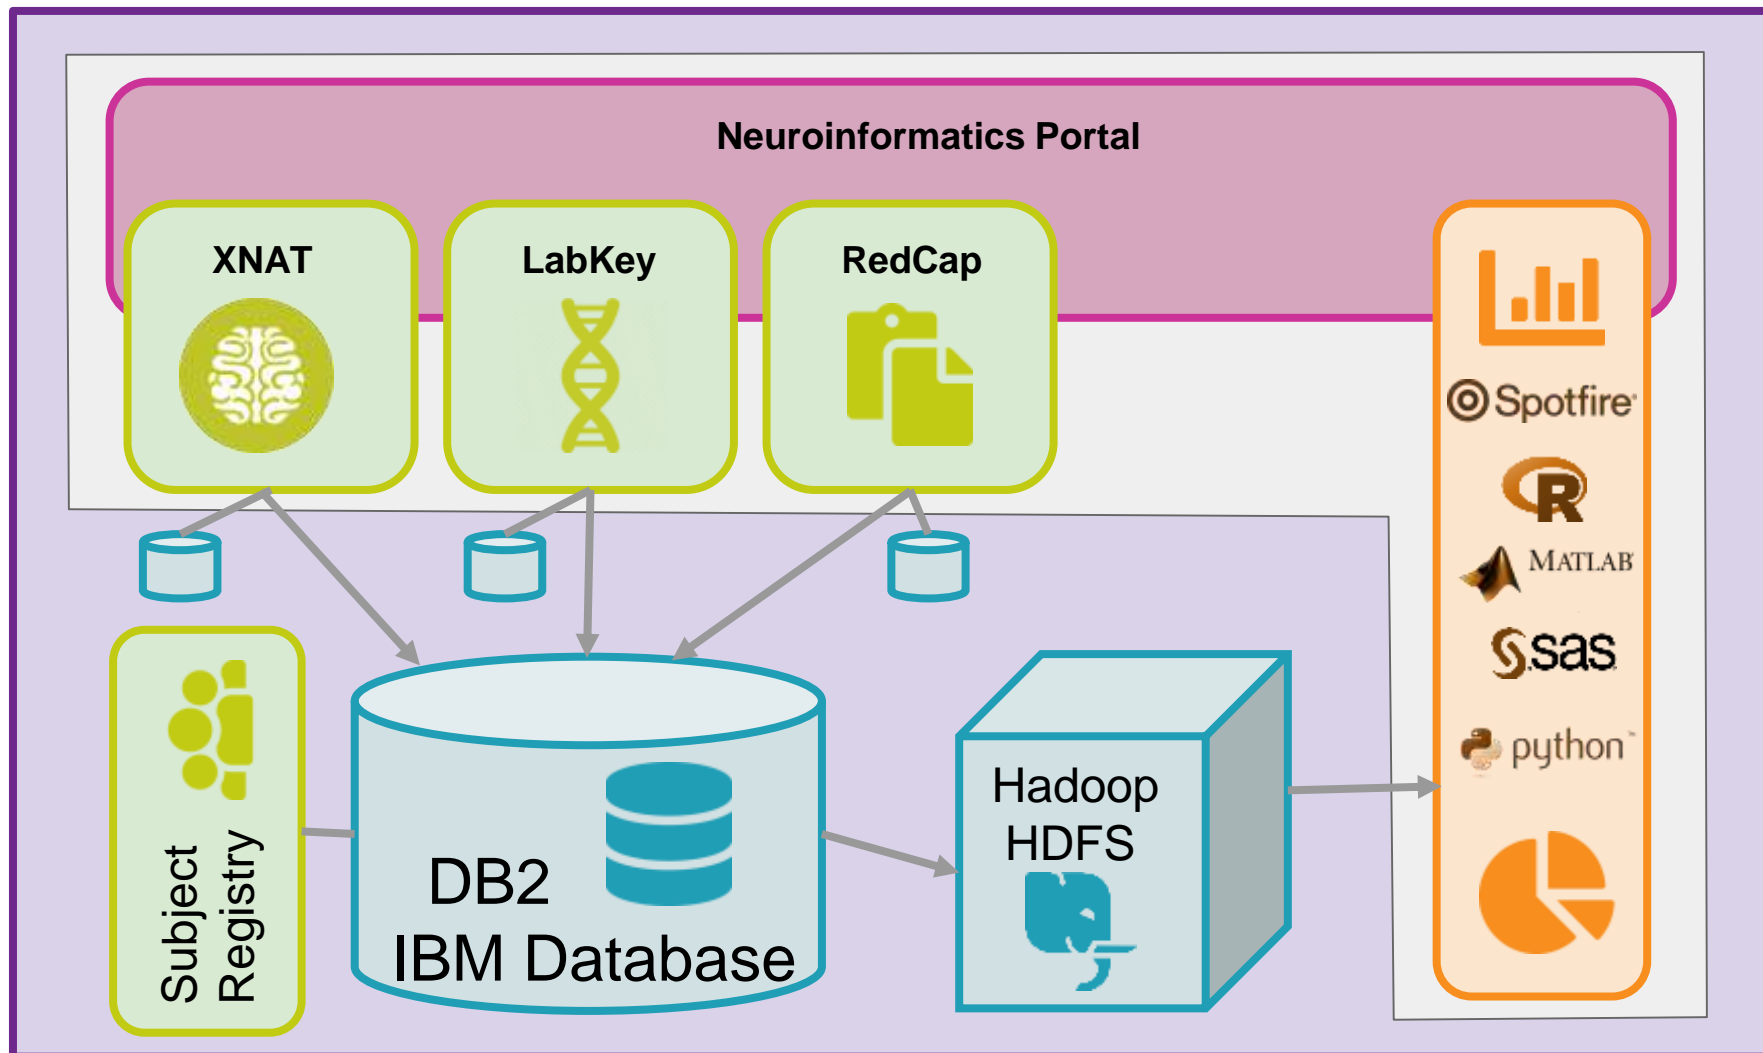 Neuroinformatics Portal
XNAT
LabKey
RedCap
Spotfire
R
MATLAB
sas
python
Subject
Registry
DB2
IBM Database
Hadoop
HDFS